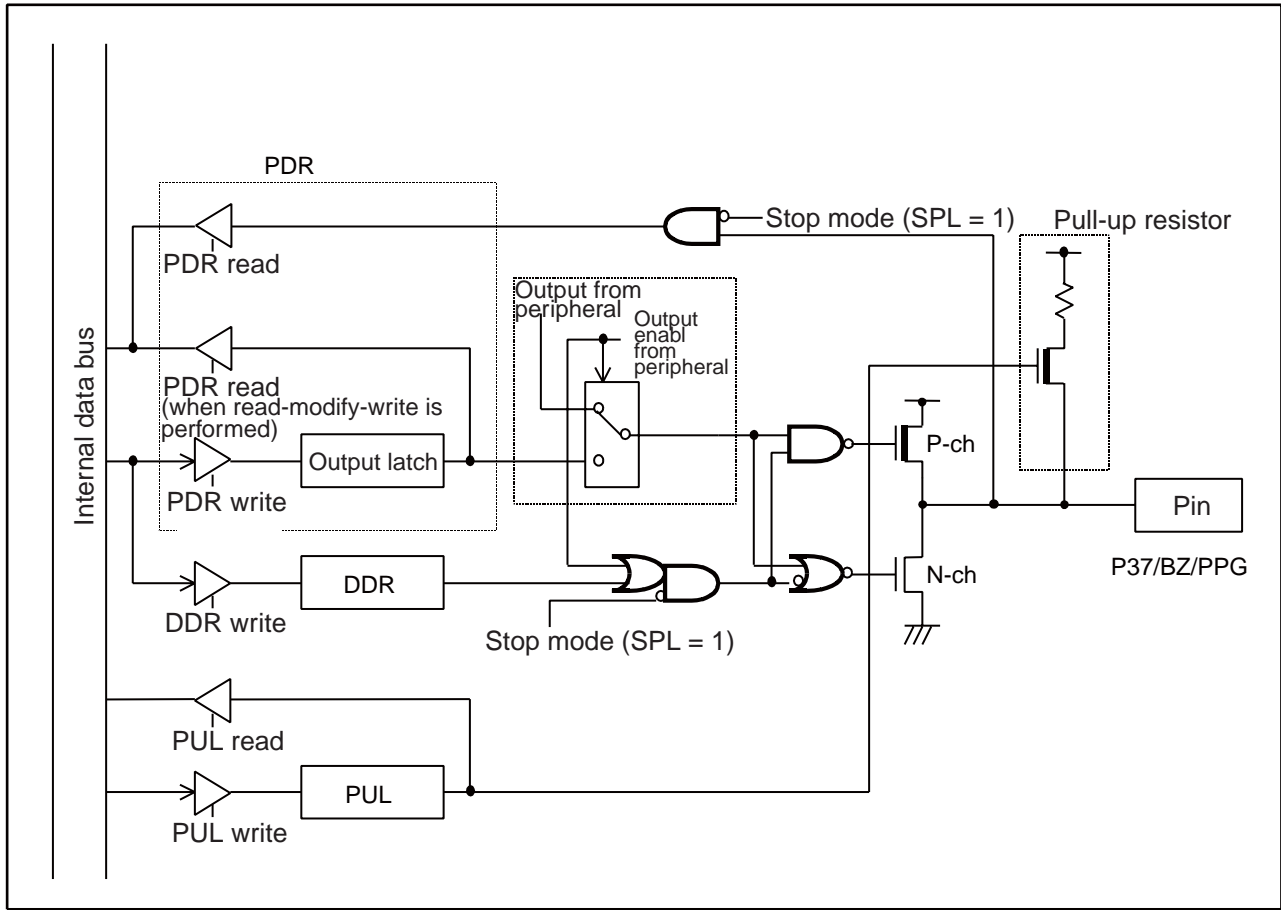 PDR
Stop mode (SPL = 1)
Pull-up resistor
PDR read
Output from
peripheral
Output
enabl
from
peripheral
Internal data bus
PDR read
(when read-modify-write is
performed)
Output latch
P-ch
PDR write
Pin
DDR
N-ch
P37/BZ/PPG
DDR write
Stop mode (SPL = 1)
PUL read
PUL
PUL write